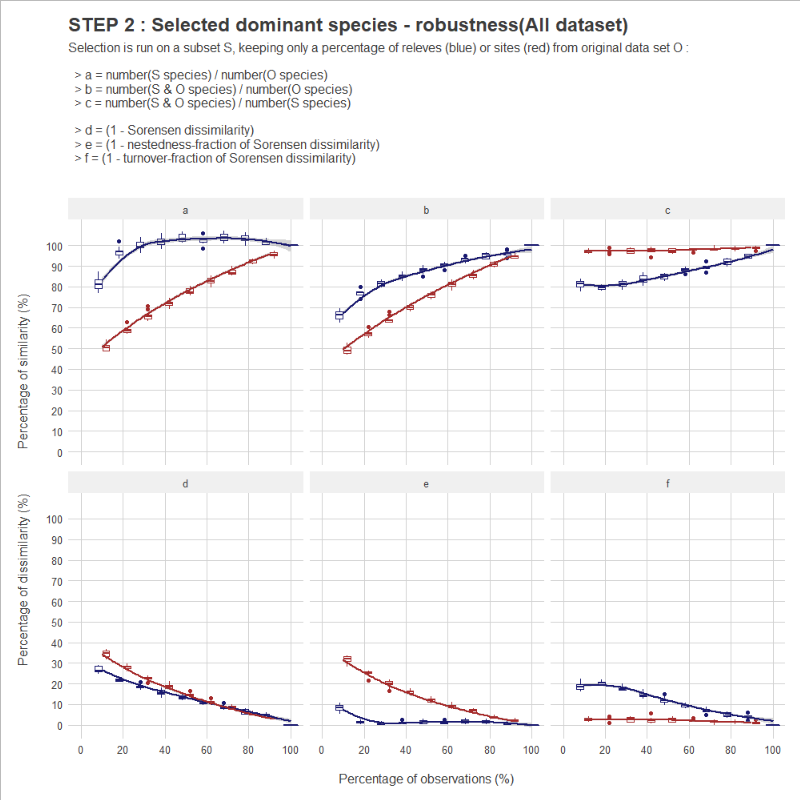 STEP 2 : Selected dominant species - robustness(All dataset)
Selection is run on a subset S, keeping only a percentage of releves (blue) or sites (red) from original data set O :
> a = number(S species) / number(O species)
> b = number(S & O species) / number(O species)
> c = number(S & O species) / number(S species)
> d = (1 - Sorensen dissimilarity)
> e = (1 - nestedness-fraction of Sorensen dissimilarity)
> f = (1 - turnover-fraction of Sorensen dissimilarity)
a b c
Percentage of similarity (%)
100
90
80
70
60
50
40
30
20
10
0
d e f
Percentage of dissimilarity (%)
100
90
80
70
60
50
40
30
20
10
0
0 20 40 60 80 100 0 20 40 60 80 100 0 20 40 60 80 100
Percentage of observations (%)